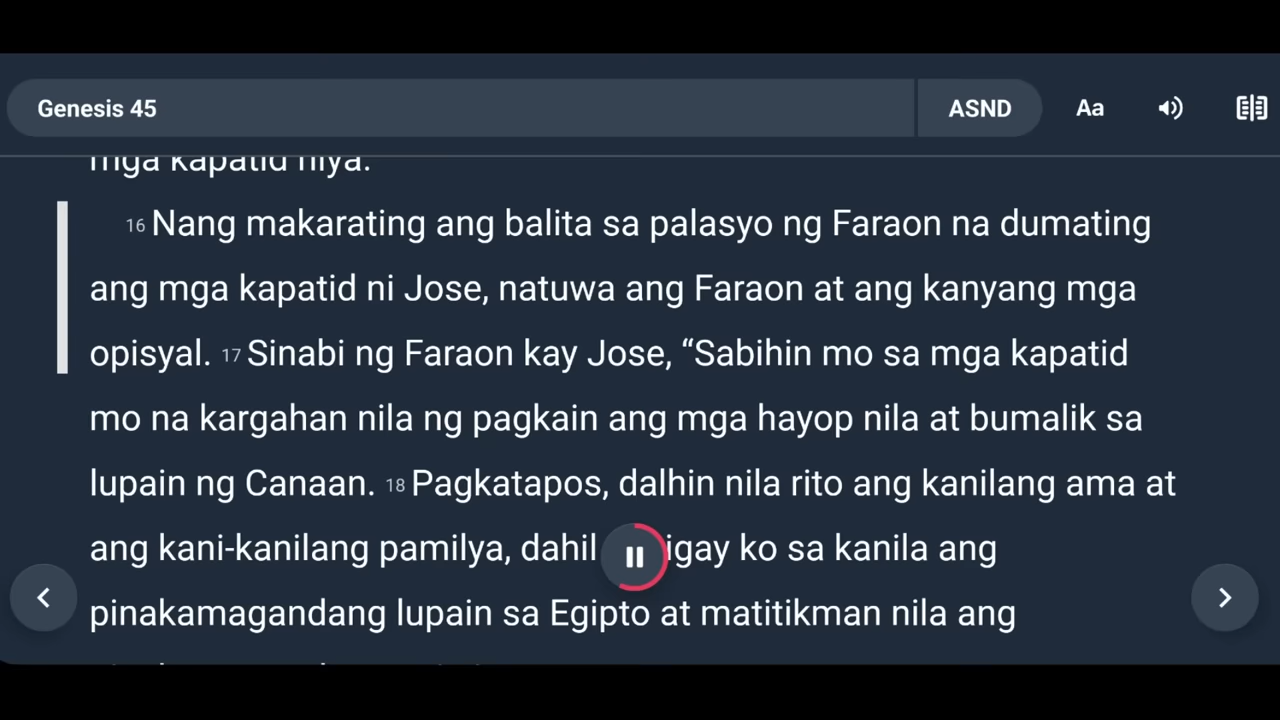 Genesis 45
ASND
Aa
mga kapatid niya.
16 Nang makarating ang balita sa palasyo ng Faraon na dumating
ang mga kapatid ni Jose, natuwa ang Faraon at ang kanyang mga
opisyal. 17 Sinabi ng Faraon kay Jose, “Sabihin mo sa mga kapatid
mo na kargahan nila ng pagkain ang mga hayop nila at bumalik sa
lupain ng Canaan. 18 Pagkatapos, dalhin nila rito ang kanilang ama at
ang kani-kanilang pamilya, dahil ko sa kanila ang
pinakamagandang lupain sa Egipto at matitikman nila ang